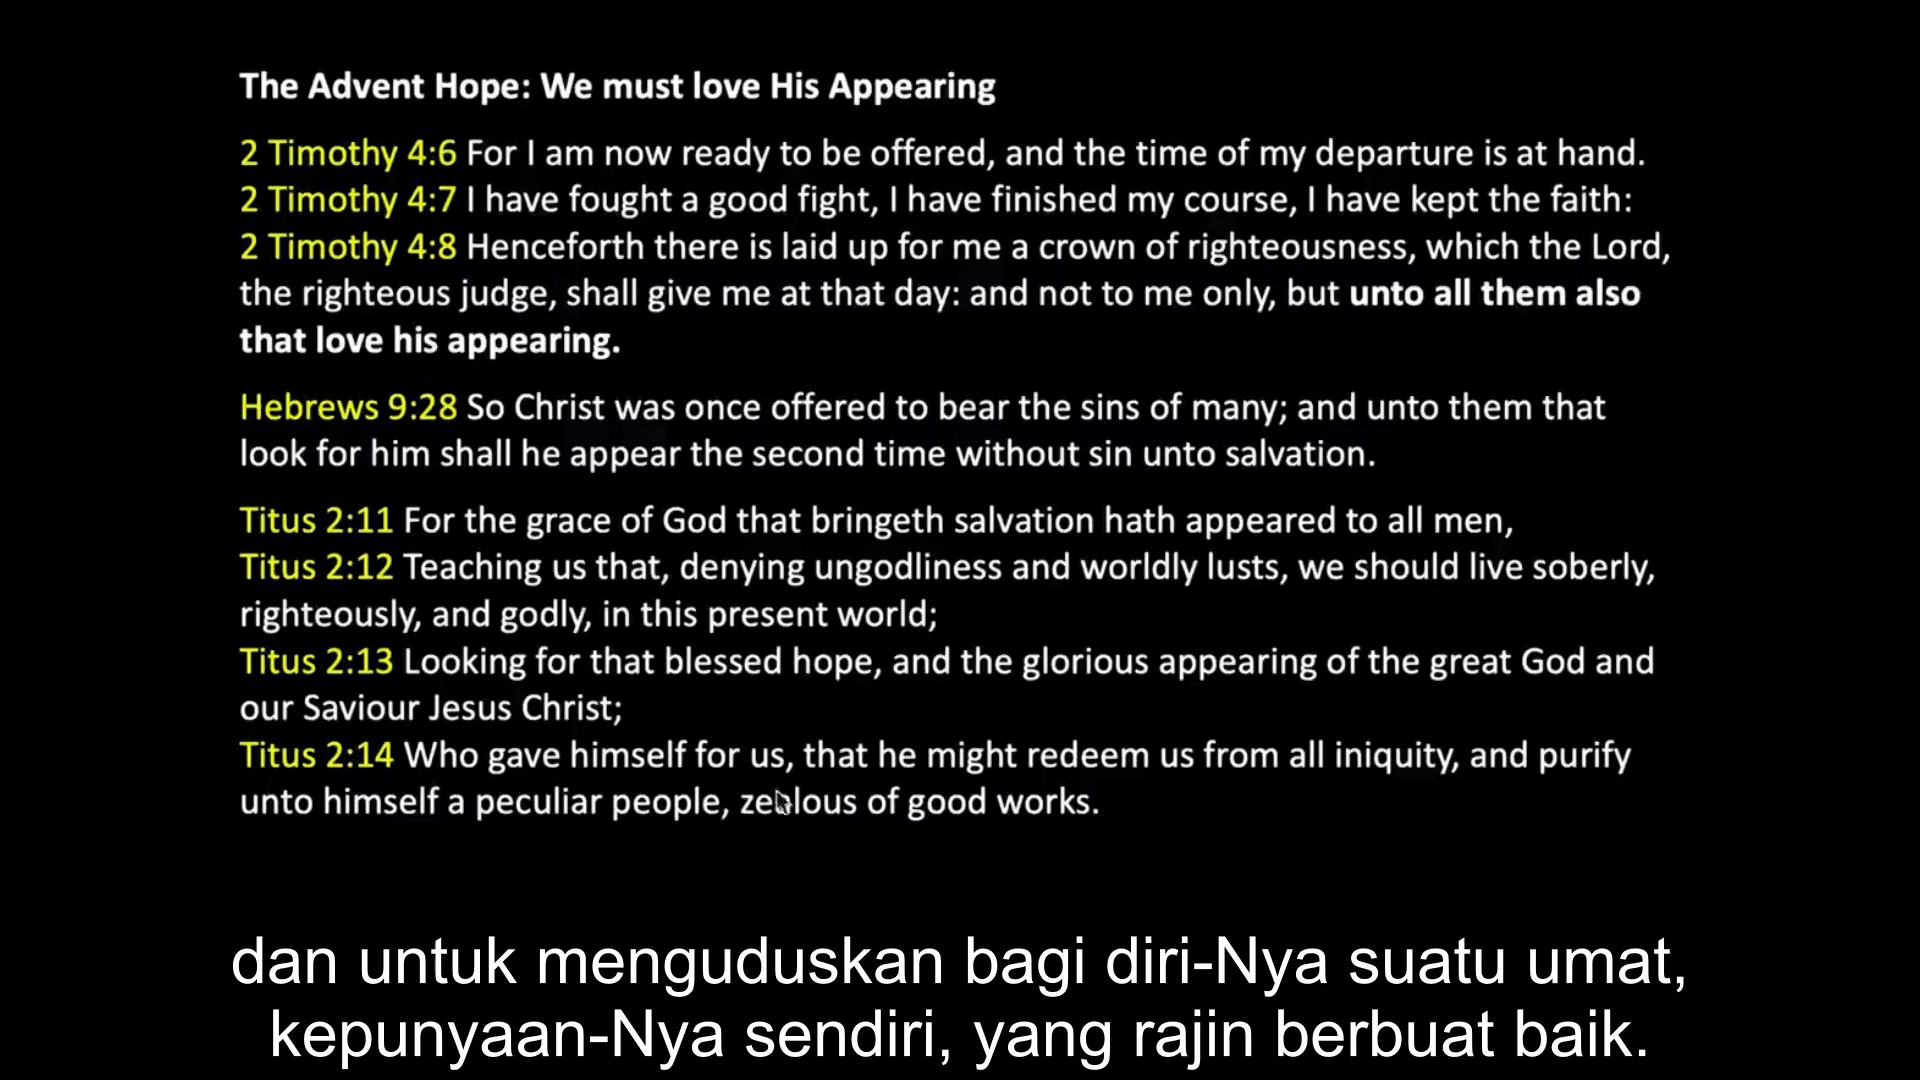 The Advent Hope: We must love His Appearing
2 Timothy 4:6 For I am now ready to be offered, and the time of my departure is at hand.
2 Timothy 4:7 I have fought a good fight, I have finished my course, I have kept the faith:
2 Timothy 4:8 Henceforth there is laid up for me a crown of righteousness, which the Lord,
the righteous judge, shall give me at that day: and not to me only, but unto all them also
that love his appearing.
Hebrews 9:28 So Christ was once offered to bear the sins of many; and unto them that
look for him shall he appear the second time without sin unto salvation.
Titus 2:11 For the grace of God that bringeth salvation hath appeared to all men,
Titus 2:12 Teaching us that, denying ungodliness and worldly lusts, we should live soberly,
righteously, and godly, in this present world;
Titus 2:13 Looking for that blessed hope, and the glorious appearing of the great God and
our Saviour Jesus Christ;
Titus 2:14 Who gave himself for us, that he might redeem us from all iniquity, and purify
unto himself a peculiar people, zealous of good works.
dan untuk menguduskan bagi diri-Nya suatu umat,
kepunyaan-Nya sendiri, yang rajin berbuat baik.